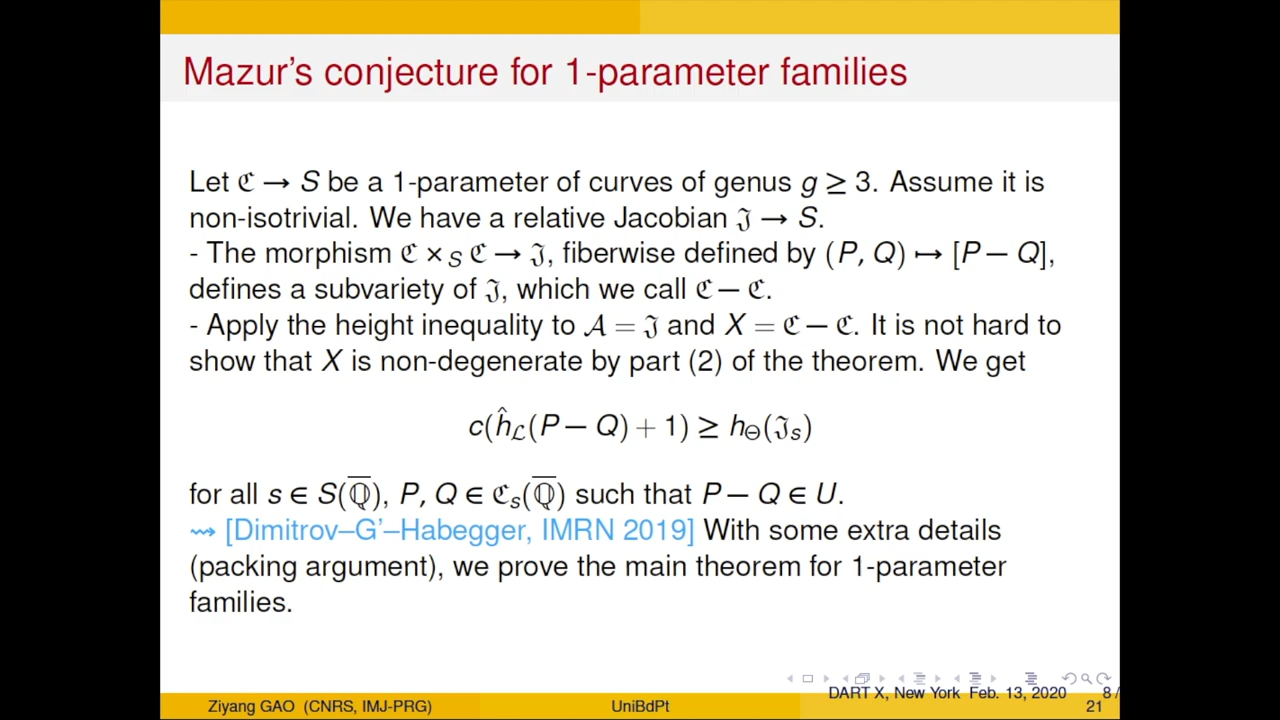 Mazur's conjecture for 1-parameter families
Let ℭ → S be a 1-parameter of curves of genus g ≥ 3. Assume it is
non-isotrivial. We have a relative Jacobian 𝔍 → S.
- The morphism ℭ ×_S ℭ → 𝔍, fiberwise defined by (P, Q) ↦ [P − Q],
defines a subvariety of 𝔍, which we call ℭ − ℭ.
- Apply the height inequality to 𝒜 = 𝔍 and X = ℭ − ℭ. It is not hard to
show that X is non-degenerate by part (2) of the theorem. We get
c(ĥ_ℒ(P − Q) + 1) ≥ h_Θ(𝔍_s)
for all s ∈ S(ℚ̅), P, Q ∈ ℭ_s(ℚ̅) such that P − Q ∈ U.
⇝ [Dimitrov–G'–Habegger, IMRN 2019] With some extra details
(packing argument), we prove the main theorem for 1-parameter
families.
Ziyang GAO (CNRS, IMJ-PRG) UniBdPt DART X, New York Feb. 13, 2020 8 /
21